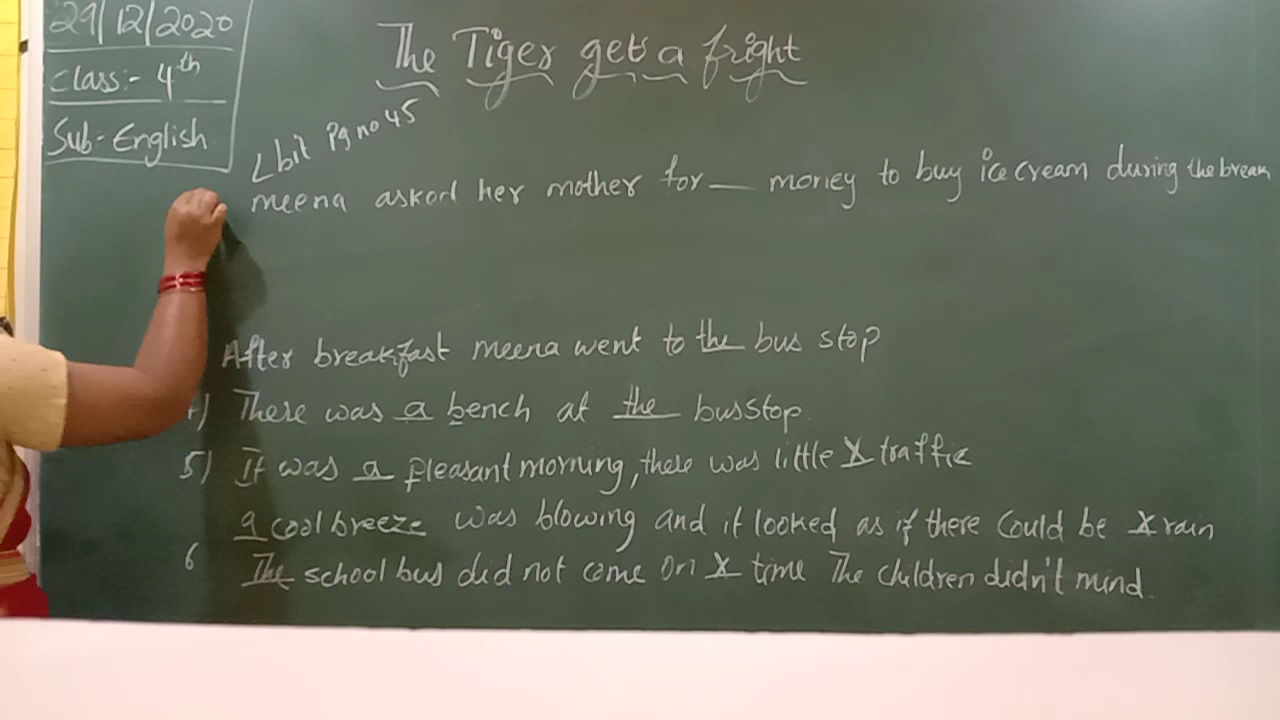 29/12/2020
Class:- 4th
Sub- English
The Tiger gets a fright
L bit Pg no 45
meena asked her mother for __ money to buy ice cream during the break
After breakfast meena went to the bus stop
4) There was a bench at the busstop.
5) It was a pleasant morning, there was little X traffic
a cool breeze was blowing and it looked as if there could be X rain
6 The school bus did not come on X time The children didn't mind.